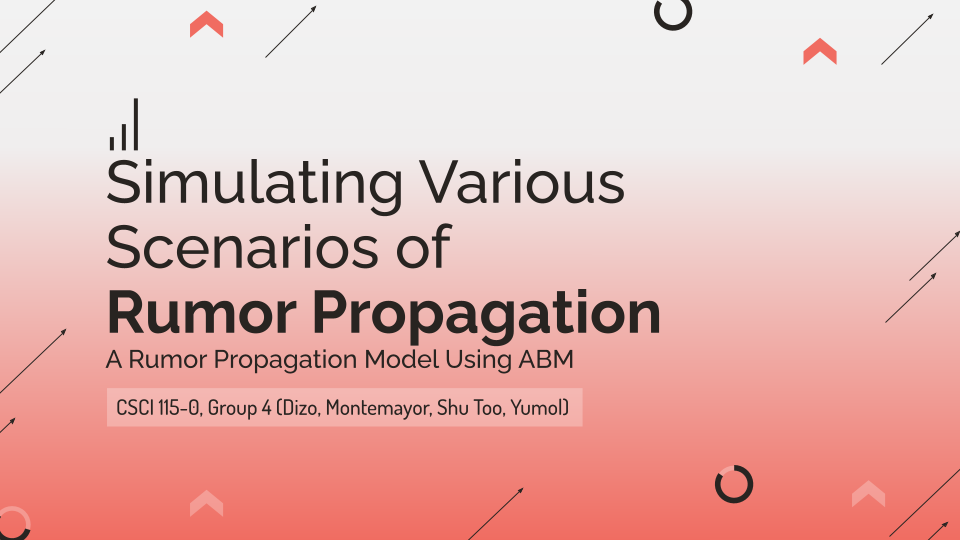 Simulating Various
Scenarios of
Rumor Propagation
A Rumor Propagation Model Using ABM
CSCI 115-0, Group 4 (Dizo, Montemayor, Shu Too, Yumol)